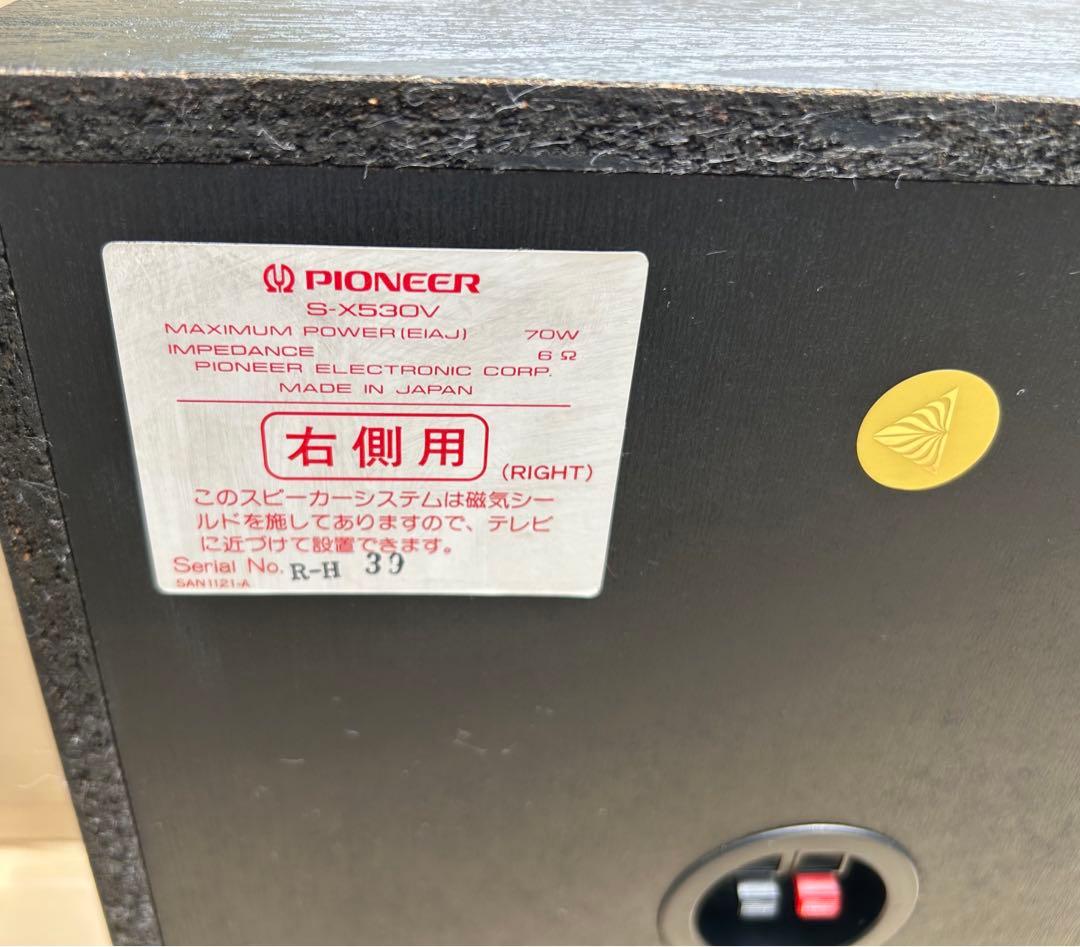 PIONEER
S-X530V
MAXIMUM POWER(EIAJ) 70W
IMPEDANCE 6 Ω
PIONEER ELECTRONIC CORP.
MADE IN JAPAN
右側用
(RIGHT)
このスピーカーシステムは磁気シー
ルドを施してありますので、テレビ
に近づけて設置できます。
Serial No. R-H 39
SAN1121-A